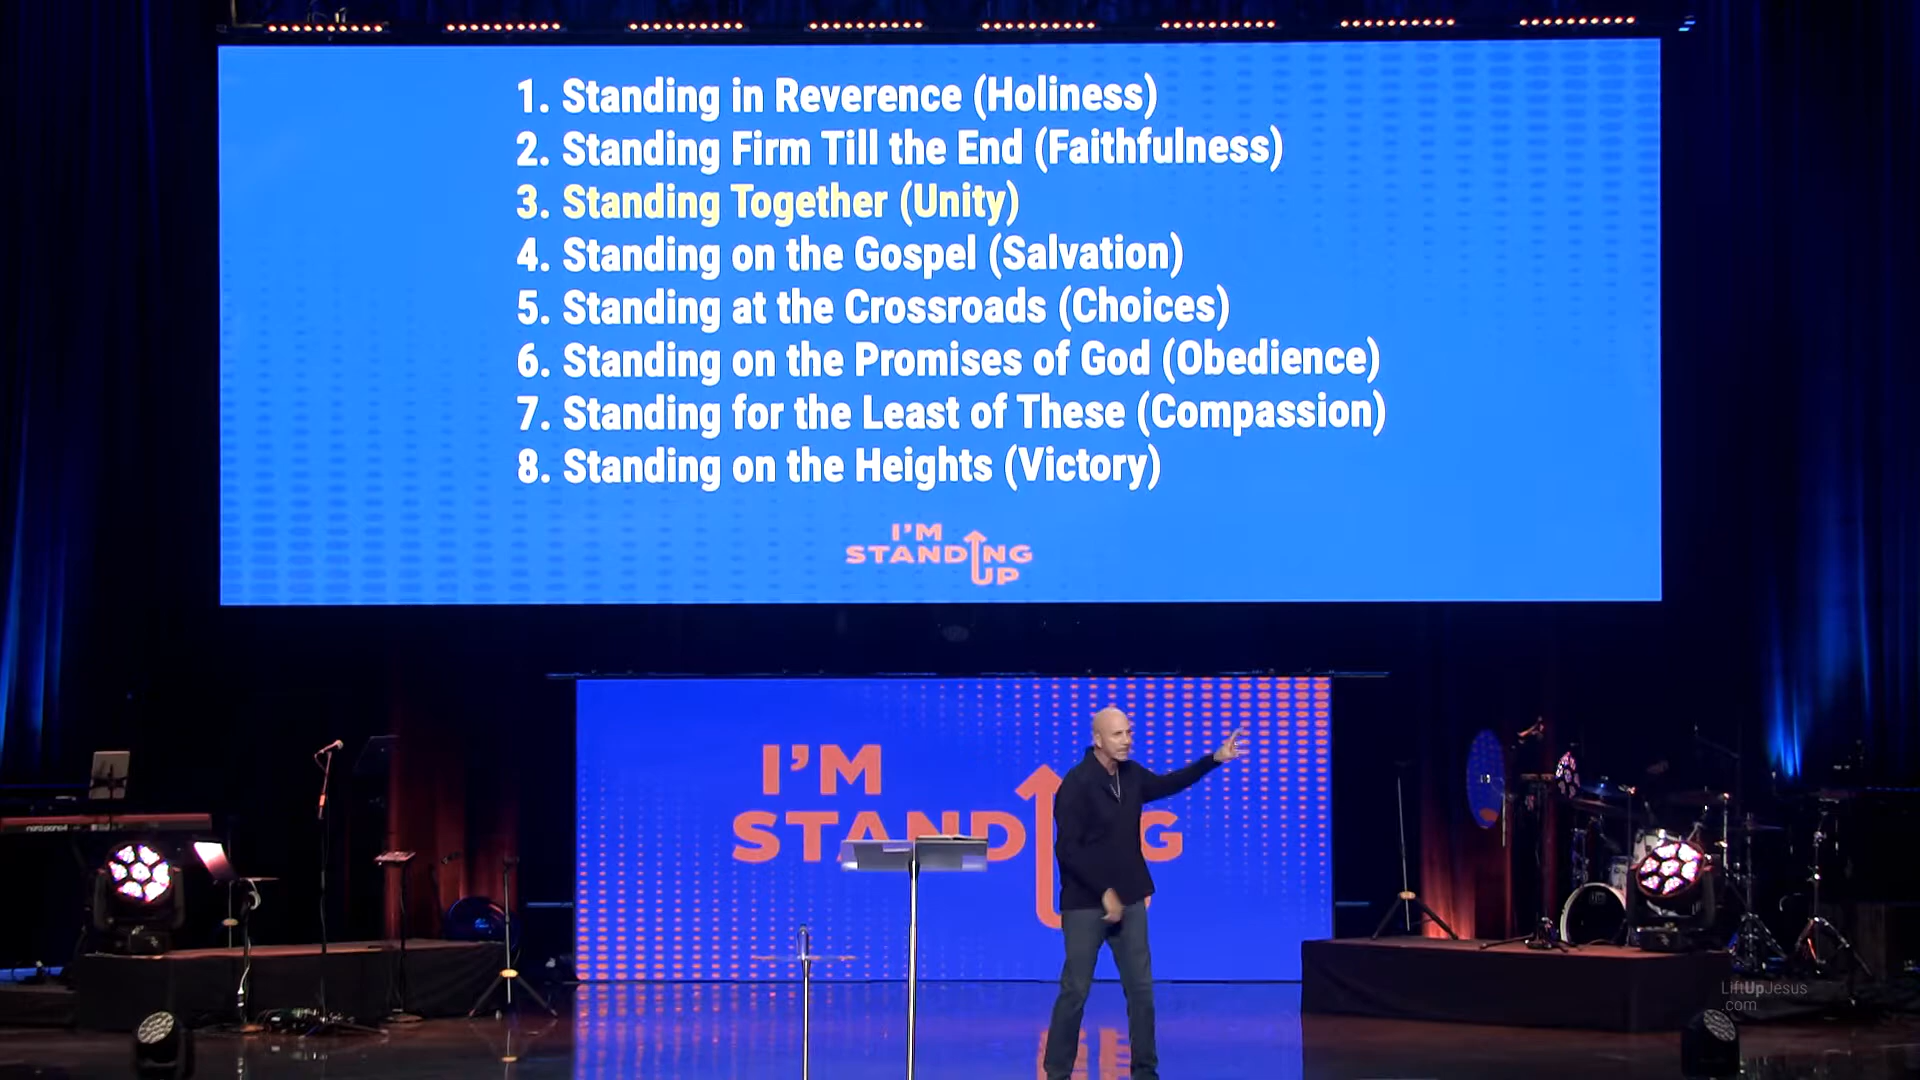 1. Standing in Reverence (Holiness)
2. Standing Firm Till the End (Faithfulness)
3. Standing Together (Unity)
4. Standing on the Gospel (Salvation)
5. Standing at the Crossroads (Choices)
6. Standing on the Promises of God (Obedience)
7. Standing for the Least of These (Compassion)
8. Standing on the Heights (Victory)
I'M
STANDING
UP
I'M
STANDING
LiftUpJesus
.com